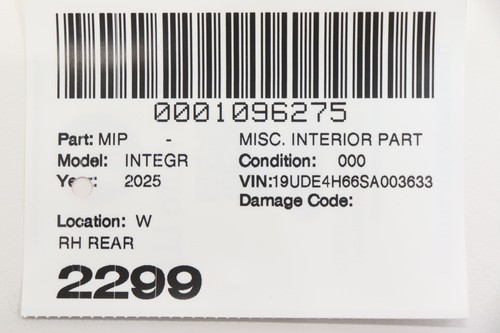 0001096275
Part: MIP - MISC. INTERIOR PART
Model: INTEGR Condition: 000
Year: 2025 VIN:19UDE4H66SA003633
Damage Code:
Location: W
RH REAR
2299